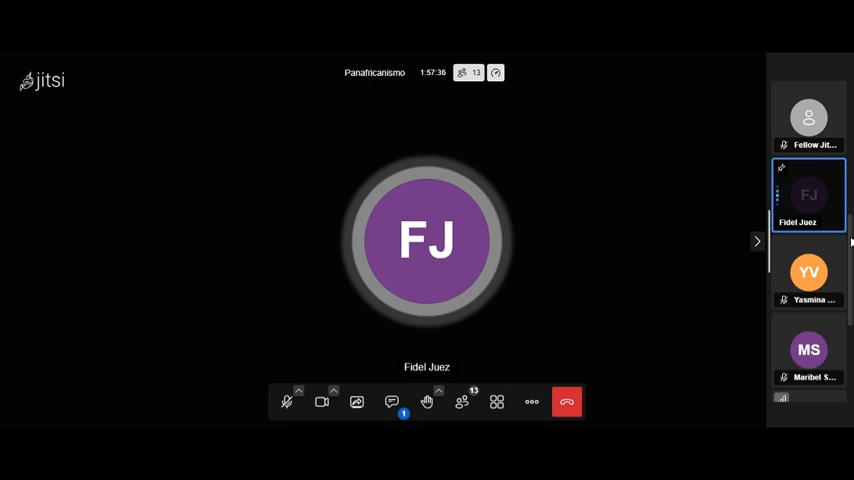 jitsi
Panafricanismo 1:57:36 13
FJ
Fidel Juez
13
1
Fellow Jit...
FJ
Fidel Juez
YV
Yasmina ...
MS
Maribel S...